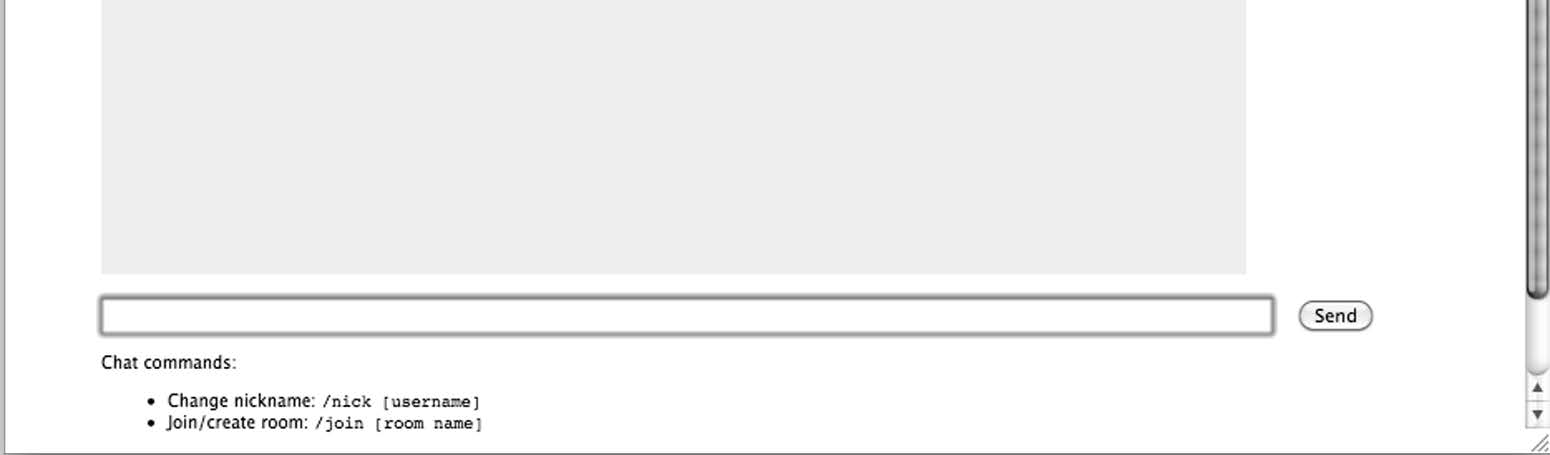 Send
Chat commands:
• Change nickname: /nick [username]
• Join/create room: /join [room name]